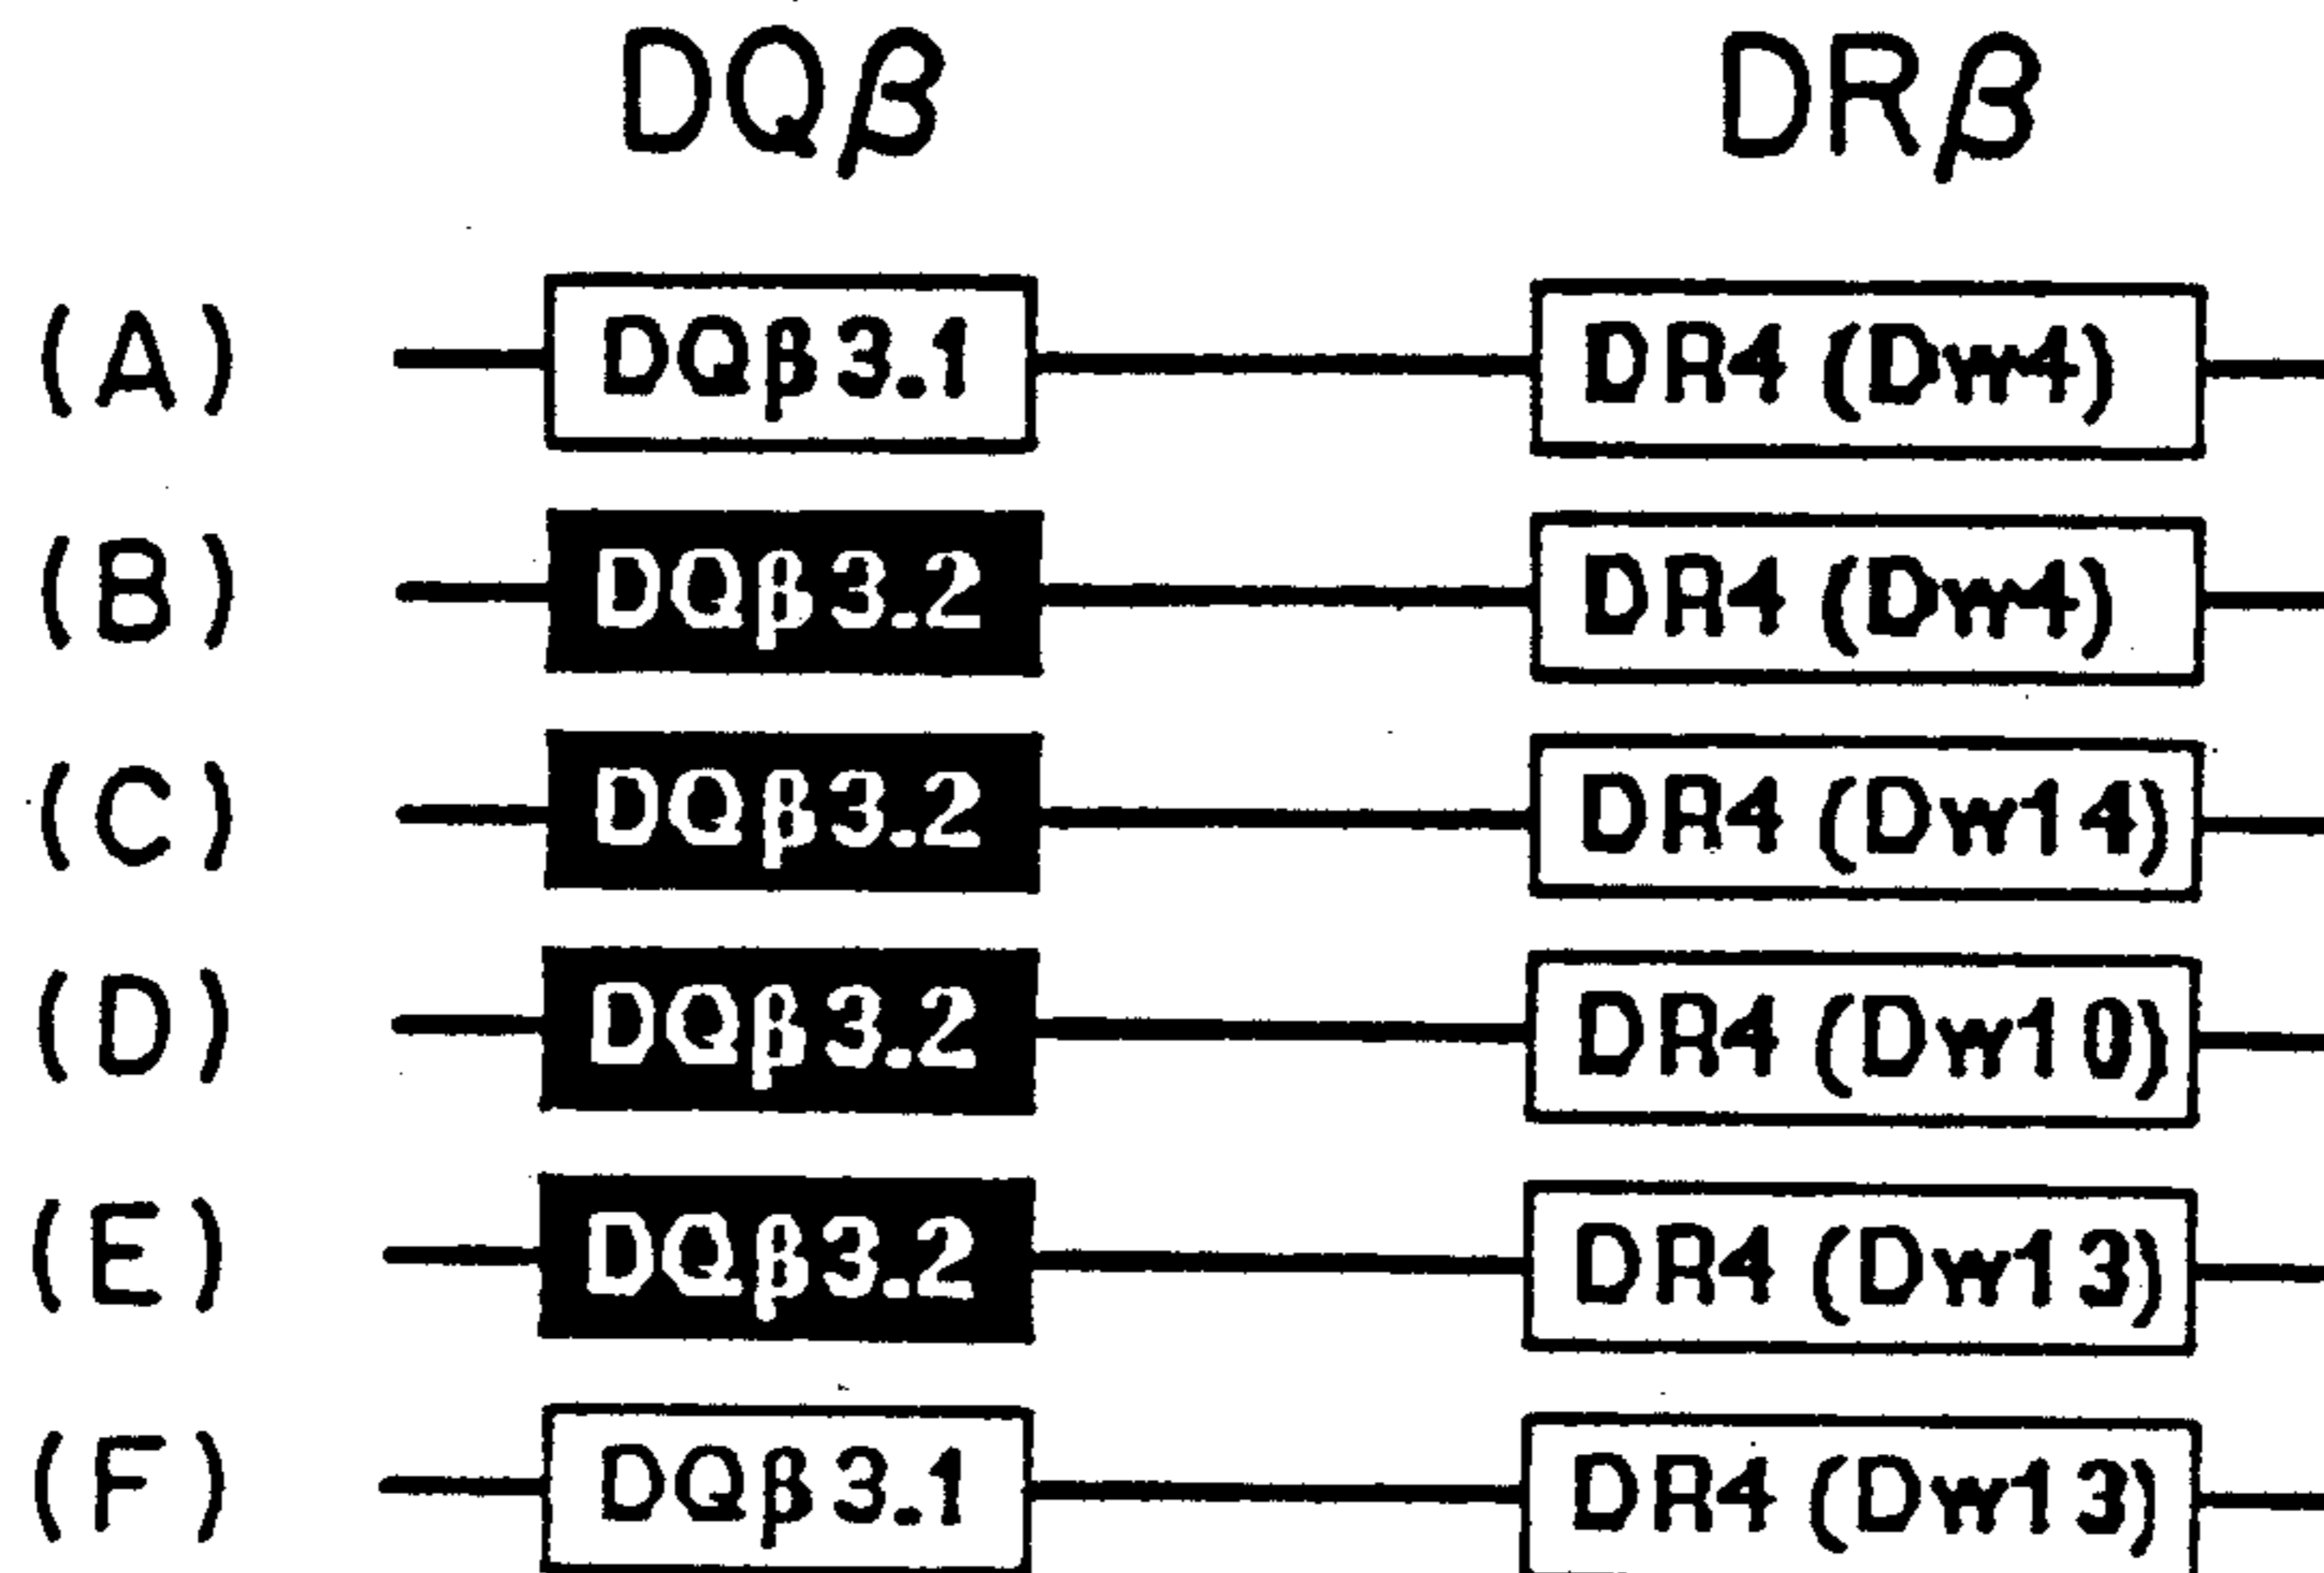 DQβ DRβ
(A) DQβ3.1 DR4 (Dw4)
(B) DQβ3.2 DR4 (Dw4)
(C) DQβ3.2 DR4 (Dw14)
(D) DQβ3.2 DR4 (Dw10)
(E) DQβ3.2 DR4 (Dw13)
(F) DQβ3.1 DR4 (Dw13)